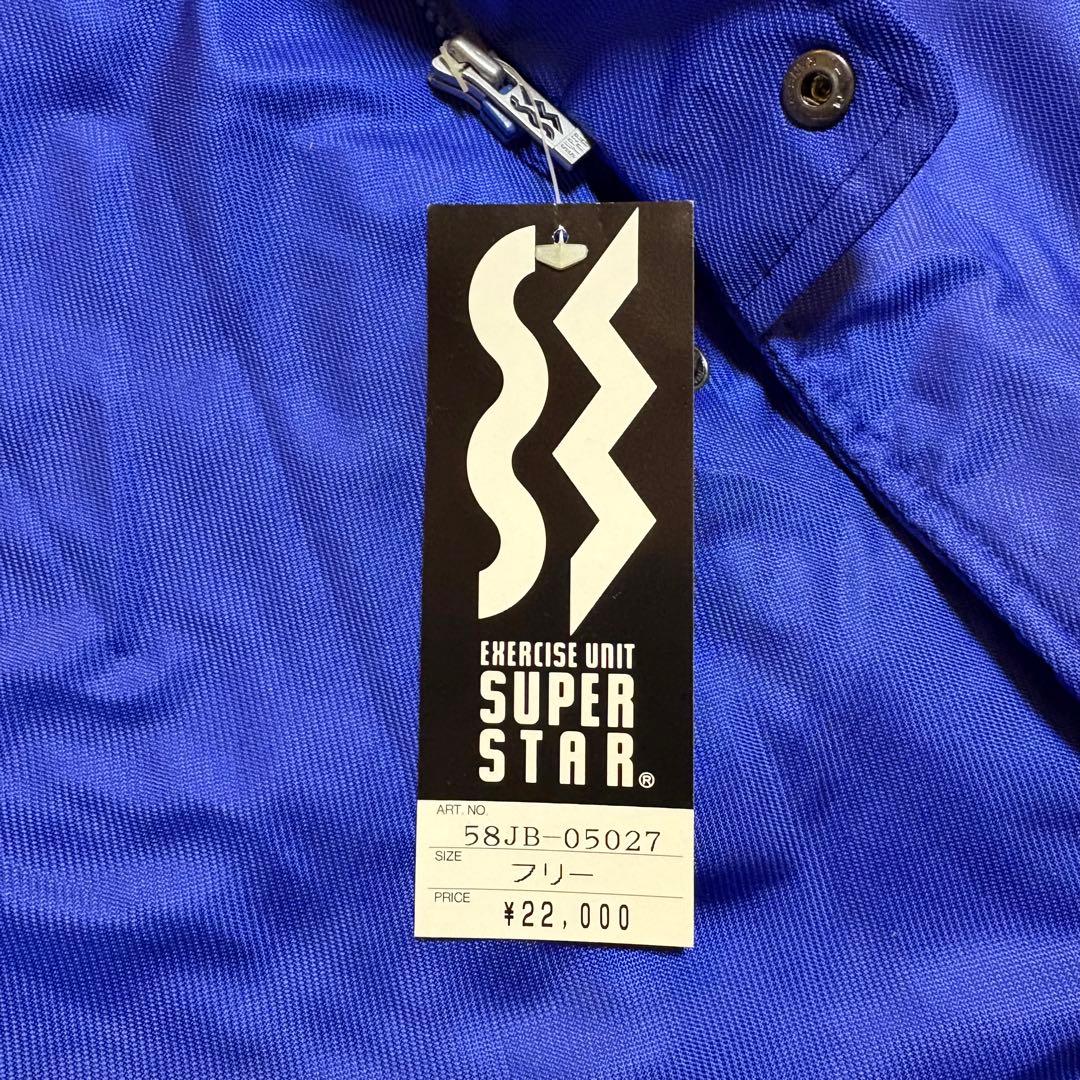 EXERCISE UNIT
SUPER
STAR®
ART. NO.
58JB-05027
SIZE
フリー
PRICE
¥22,000